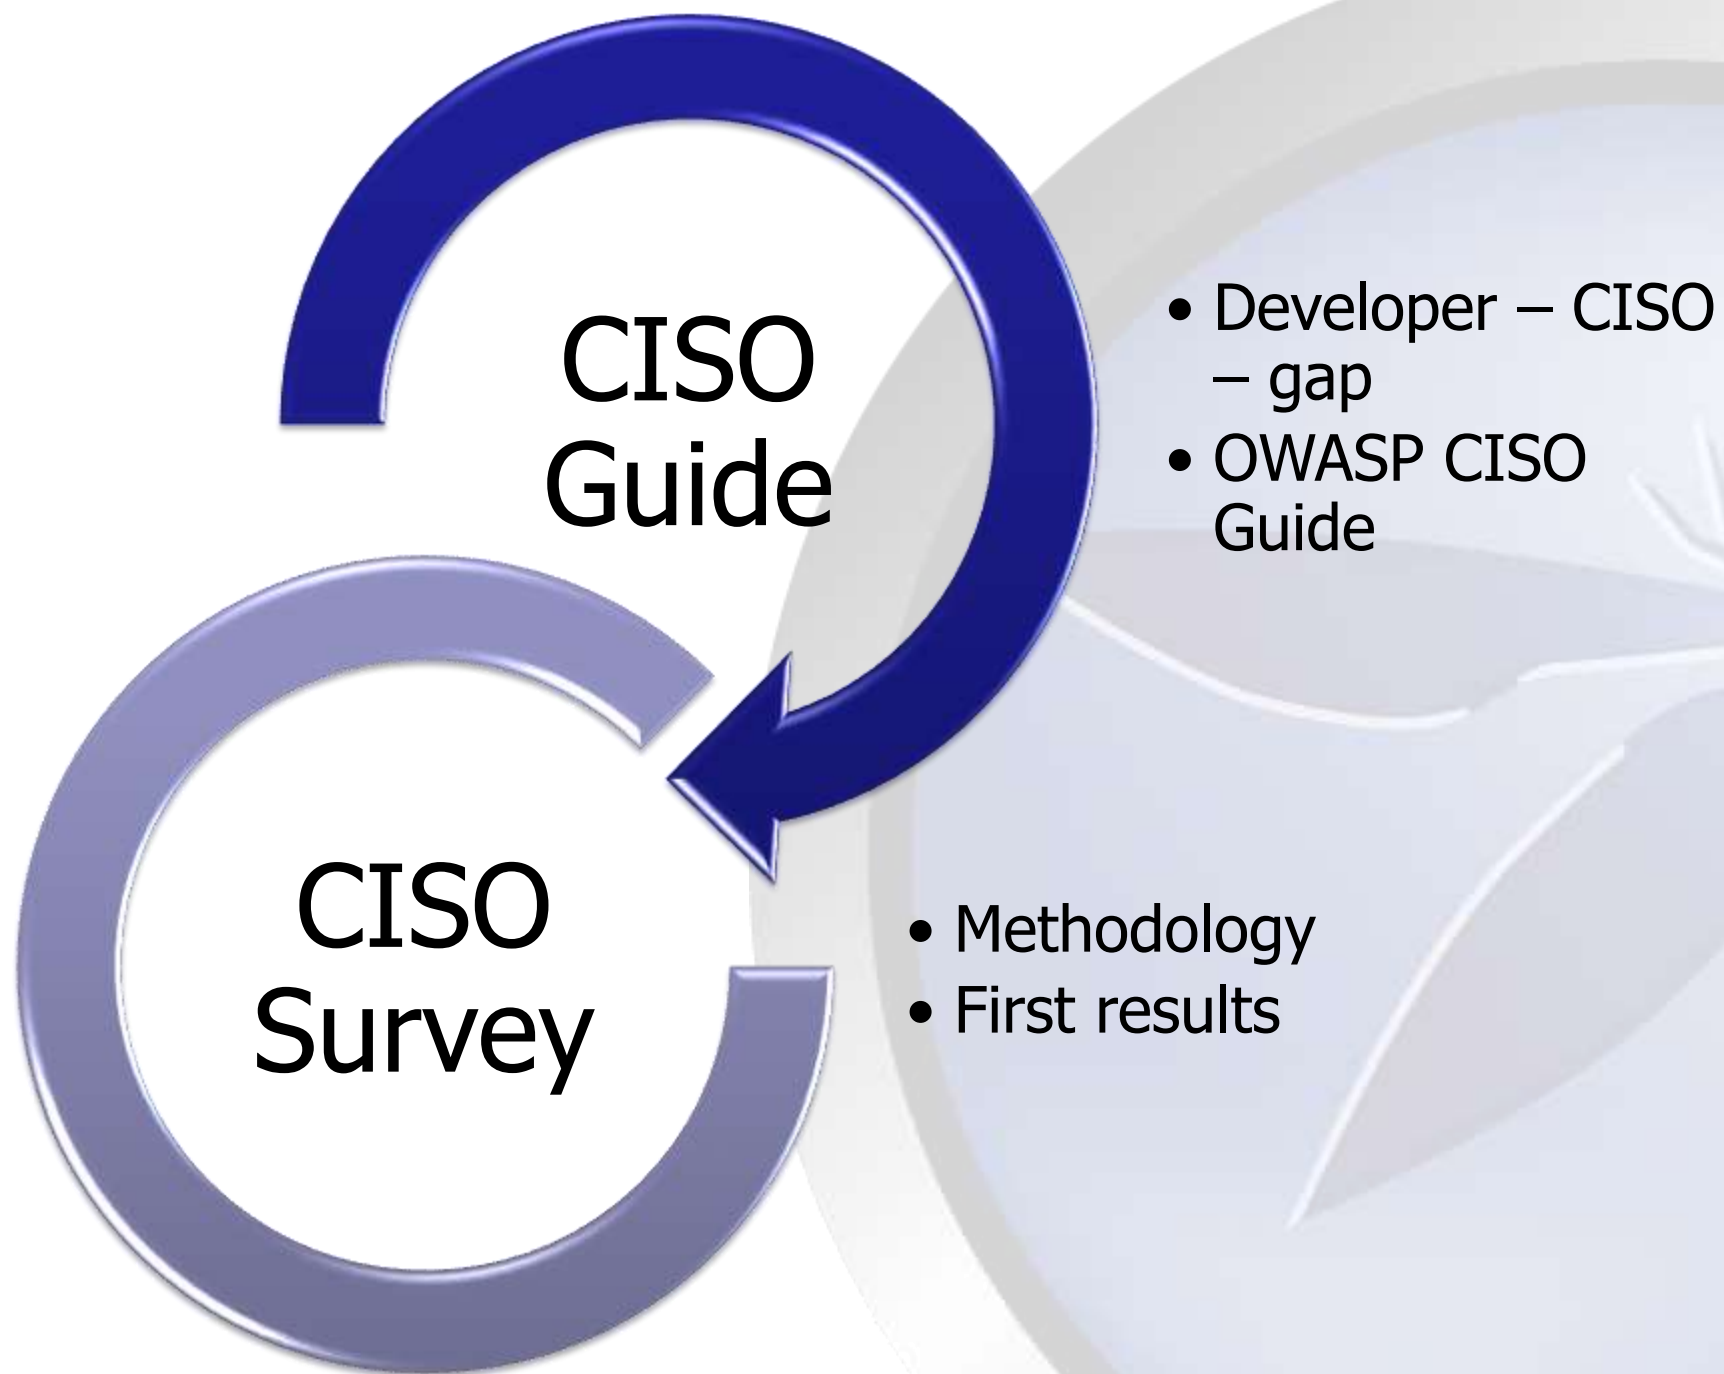 CISO
Guide
• Developer – CISO
– gap
• OWASP CISO
Guide
CISO
Survey
• Methodology
• First results